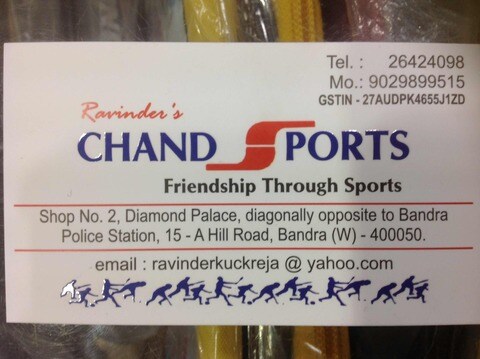 Tel. : 26424098
Mo.: 9029899515
GSTIN - 27AUDPK4655J1ZD
Ravinder's
CHAND SPORTS
Friendship Through Sports
Shop No. 2, Diamond Palace, diagonally opposite to Bandra
Police Station, 15 - A Hill Road, Bandra (W) - 400050.
email : ravinderkuckreja @ yahoo.com